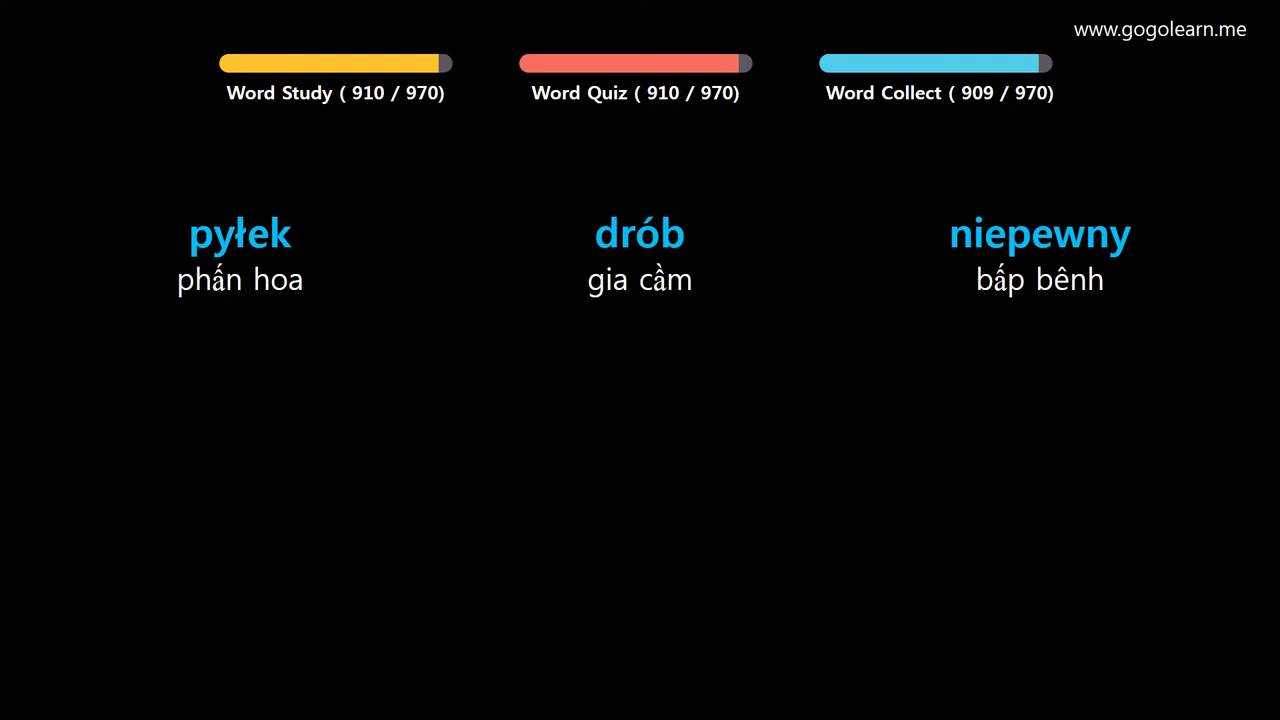 www.gogolearn.me
Word Study ( 910 / 970)
Word Quiz ( 910 / 970)
Word Collect ( 909 / 970)
pyłek
phấn hoa
drób
gia cầm
niepewny
bấp bênh